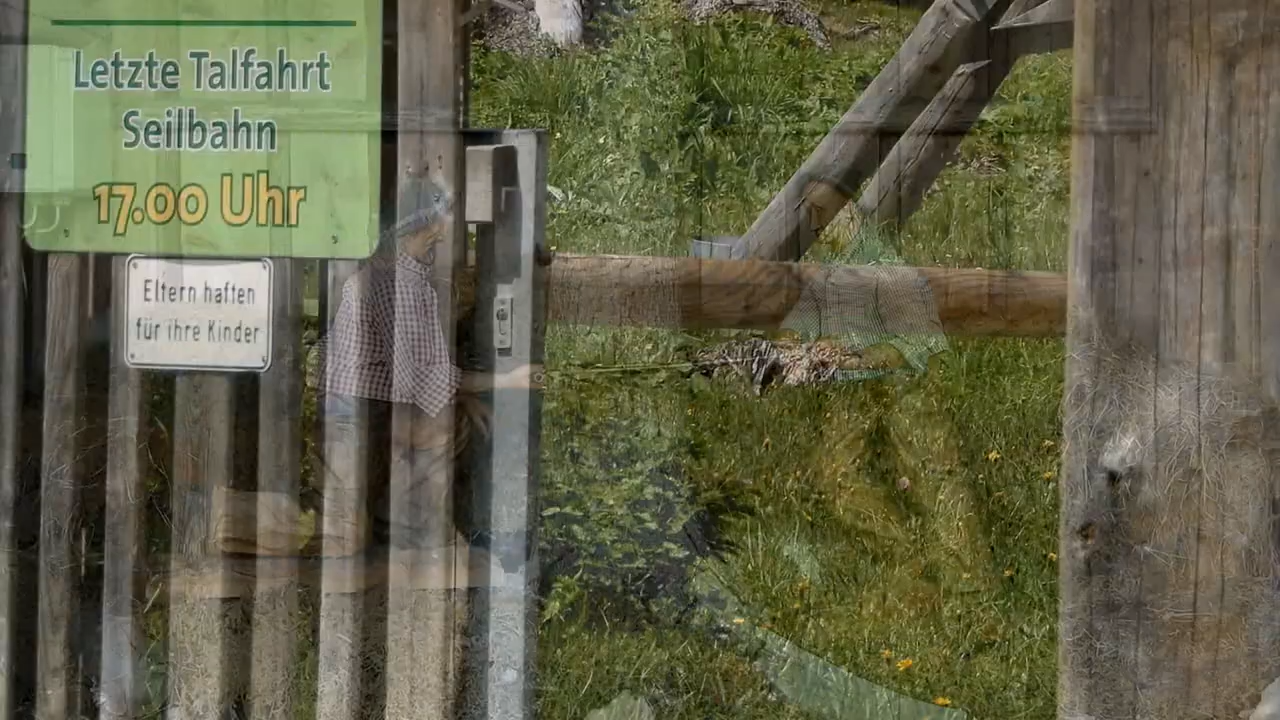 Letzte Talfahrt
Seilbahn
17.00 Uhr
Eltern haften
für ihre Kinder